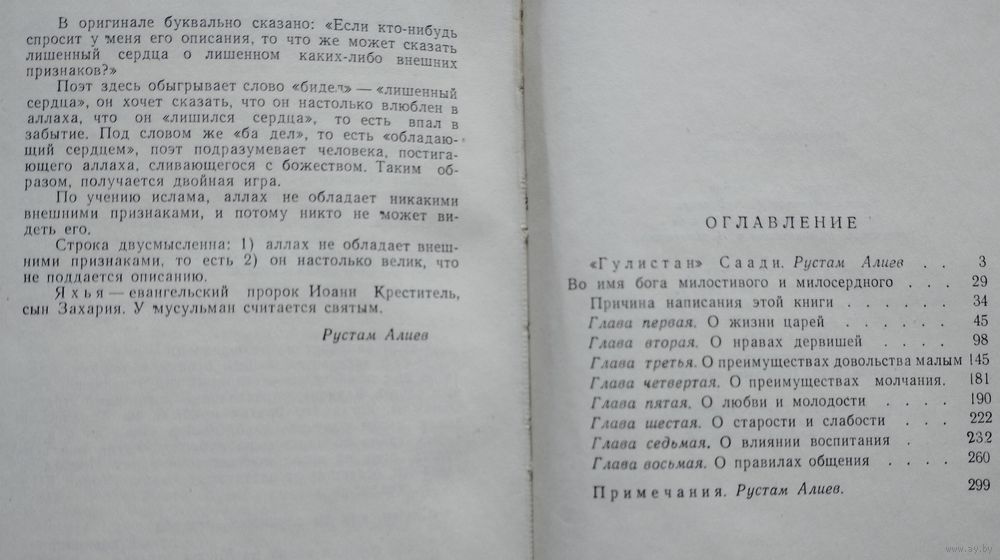 В оригинале буквально сказано: «Если кто-нибудь
спросит у меня его описания, то что же может сказать
лишенный сердца о лишенном каких-либо внешних
признаков?»
Поэт здесь обыгрывает слово «бидел» — «лишенный
сердца», он хочет сказать, что он настолько влюблен в
аллаха, что он «лишился сердца», то есть впал в
забытие. Под словом же «ба дел», то есть «обладаю-
щий сердцем», поэт подразумевает человека, постига-
ющего аллаха, сливающегося с божеством. Таким об-
разом, получается двойная игра.
По учению ислама, аллах не обладает никакими
внешними признаками, и потому никто не может ви-
деть его.
Строка двусмысленна: 1) аллах не обладает внеш-
ними признаками, то есть 2) он настолько велик, что
не поддается описанию.
Яхья — евангельский пророк Иоанн Креститель,
сын Захария. У мусульман считается святым.
Рустам Алиев
ОГЛАВЛЕНИЕ
«Гулистан» Саади. Рустам Алиев . . 3
Во имя бога милостивого и милосердного . . . 29
Причина написания этой книги . . . . 34
Глава первая. О жизни царей . . . . . . 45
Глава вторая. О нравах дервишей . . . . 98
Глава третья. О преимуществах довольства малым 145
Глава четвертая. О преимуществах молчания. 181
Глава пятая. О любви и молодости . . . . 190
Глава шестая. О старости и слабости . . . 222
Глава седьмая. О влиянии воспитания . 232
Глава восьмая. О правилах общения . . . . 260
Примечания. Рустам Алиев. 299
www.ay.by